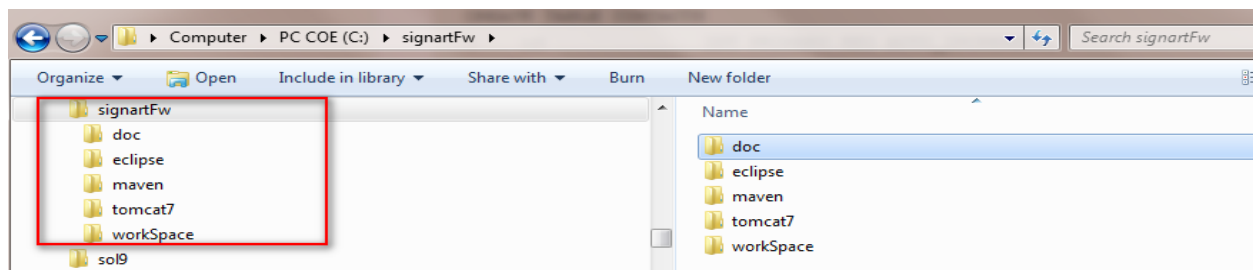 Computer PC COE (C:) signartFw Search signartFw
Organize Open Include in library Share with Burn New folder
signartFw
doc
eclipse
maven
tomcat7
workSpace
sol9
Name
doc
eclipse
maven
tomcat7
workSpace